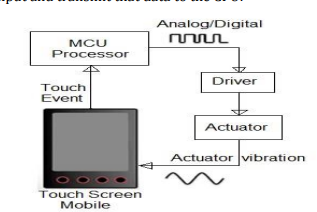 Analog/Digital
MCU
Processor
Driver
Touch
Event
Actuator
Actuator vibration
Touch Screen
Mobile